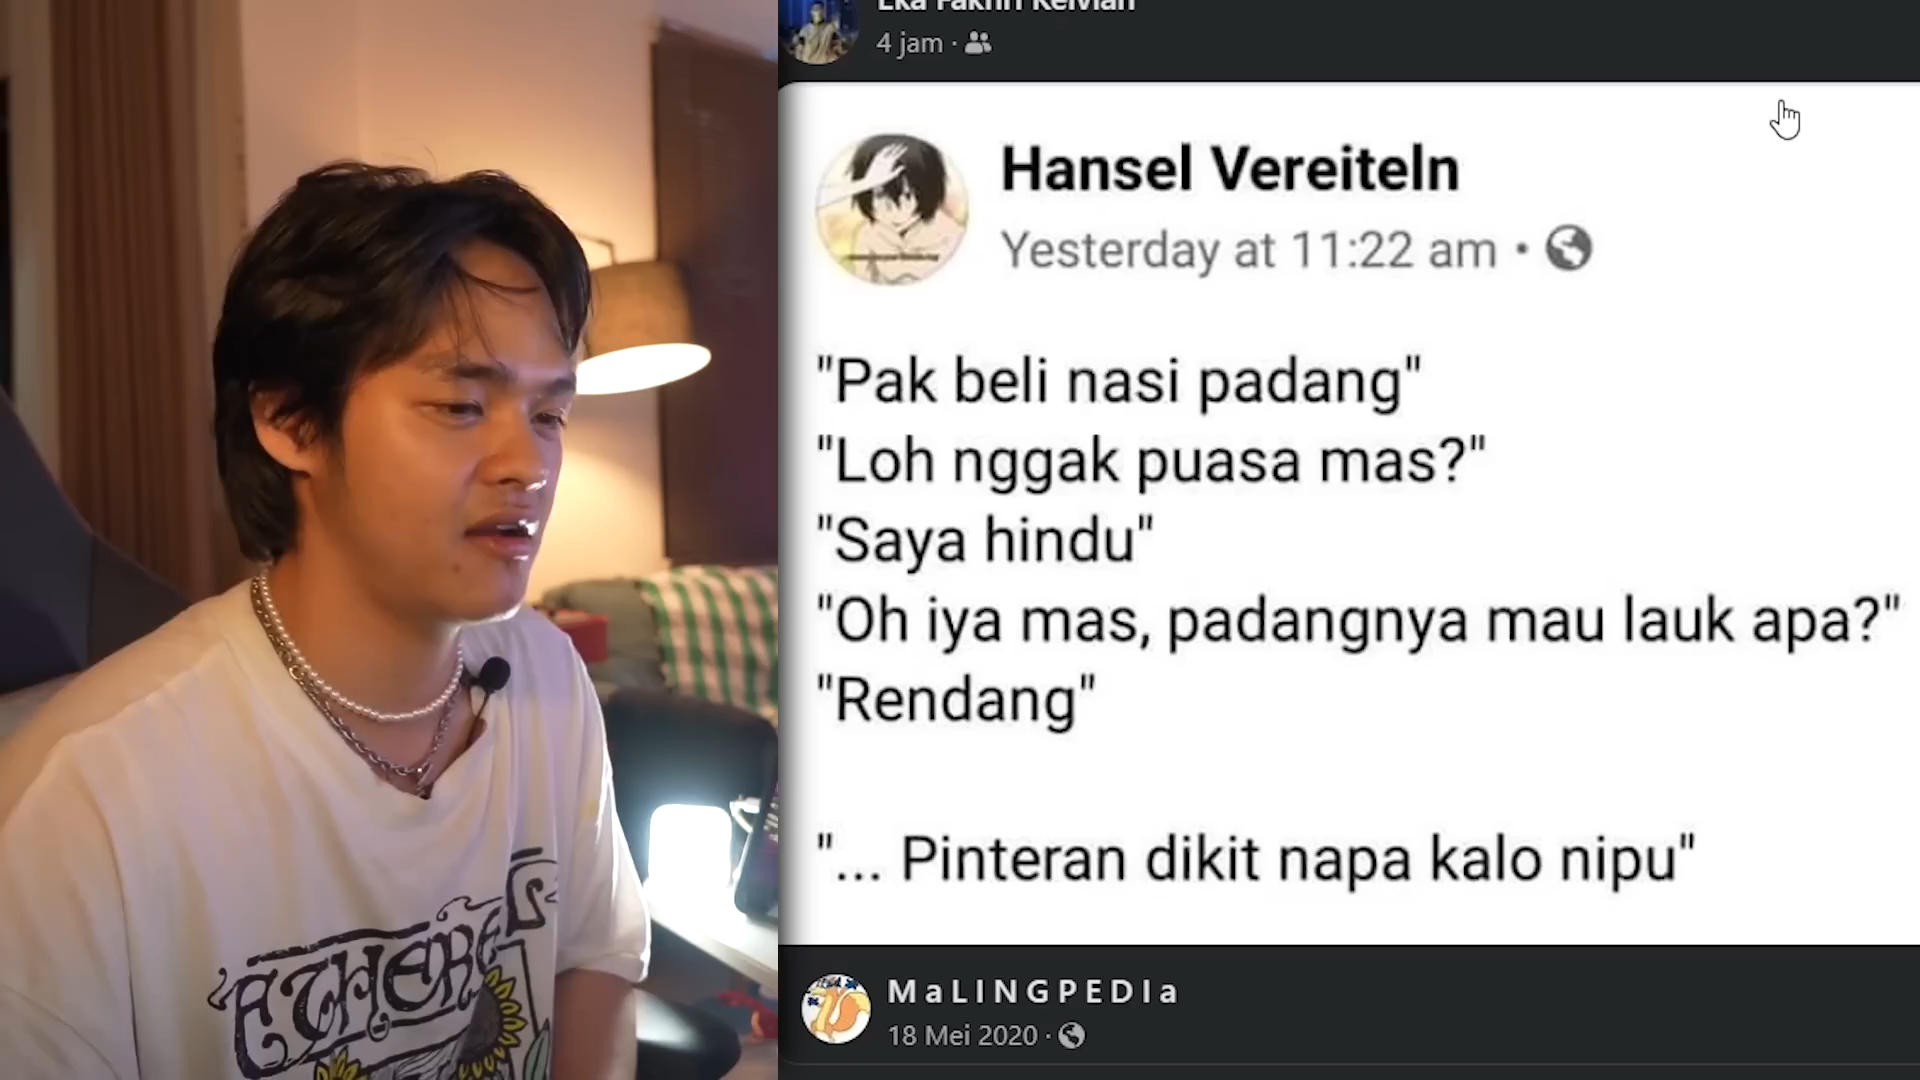 4 jam ·
Hansel Vereiteln
Yesterday at 11:22 am ·
"Pak beli nasi padang"
"Loh nggak puasa mas?"
"Saya hindu"
"Oh iya mas, padangnya mau lauk apa?"
"Rendang"
"... Pinteran dikit napa kalo nipu"
MaLINGPEDIa
18 Mei 2020 ·